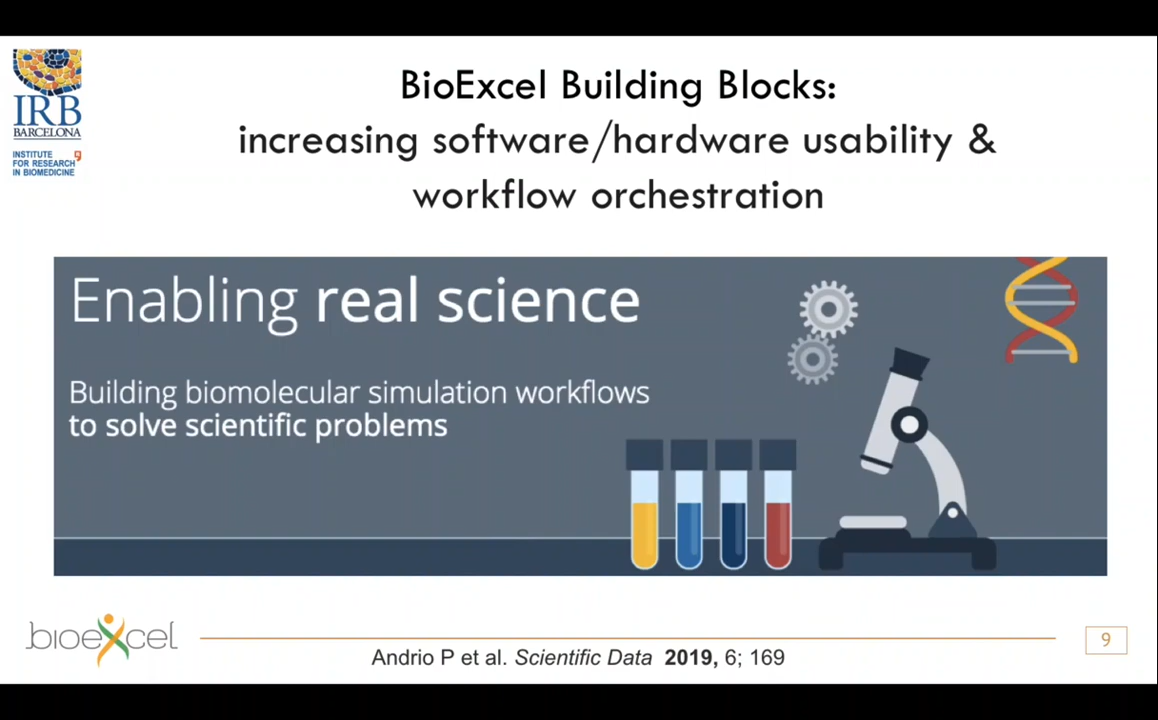 IRB
BARCELONA
INSTITUTE
FOR RESEARCH
IN BIOMEDICINE
BioExcel Building Blocks:
increasing software/hardware usability &
workflow orchestration
Enabling real science
Building biomolecular simulation workflows
to solve scientific problems
bioexcel
Andrio P et al. Scientific Data 2019, 6; 169
9